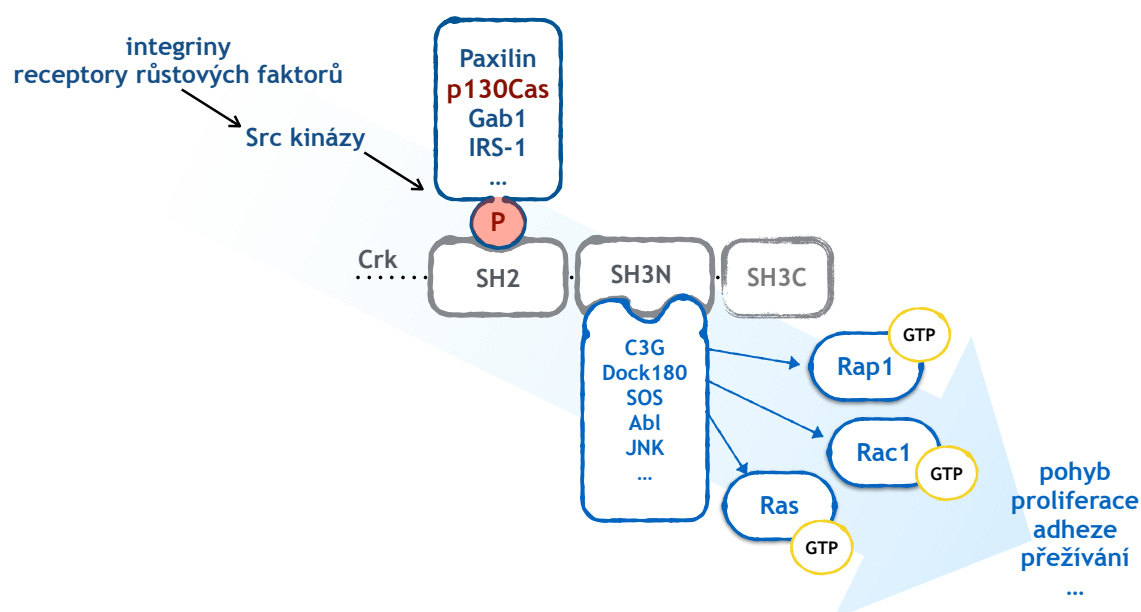 integriny
receptory růstových faktorů
Src kinázy
Paxilin
p130Cas
Gab1
IRS-1
...
P
Crk
SH2
SH3N
SH3C
C3G
Dock180
SOS
Abl
JNK
...
GTP
Rap1
Rac1
GTP
Ras
GTP
pohyb
proliferace
adheze
přežívání
...